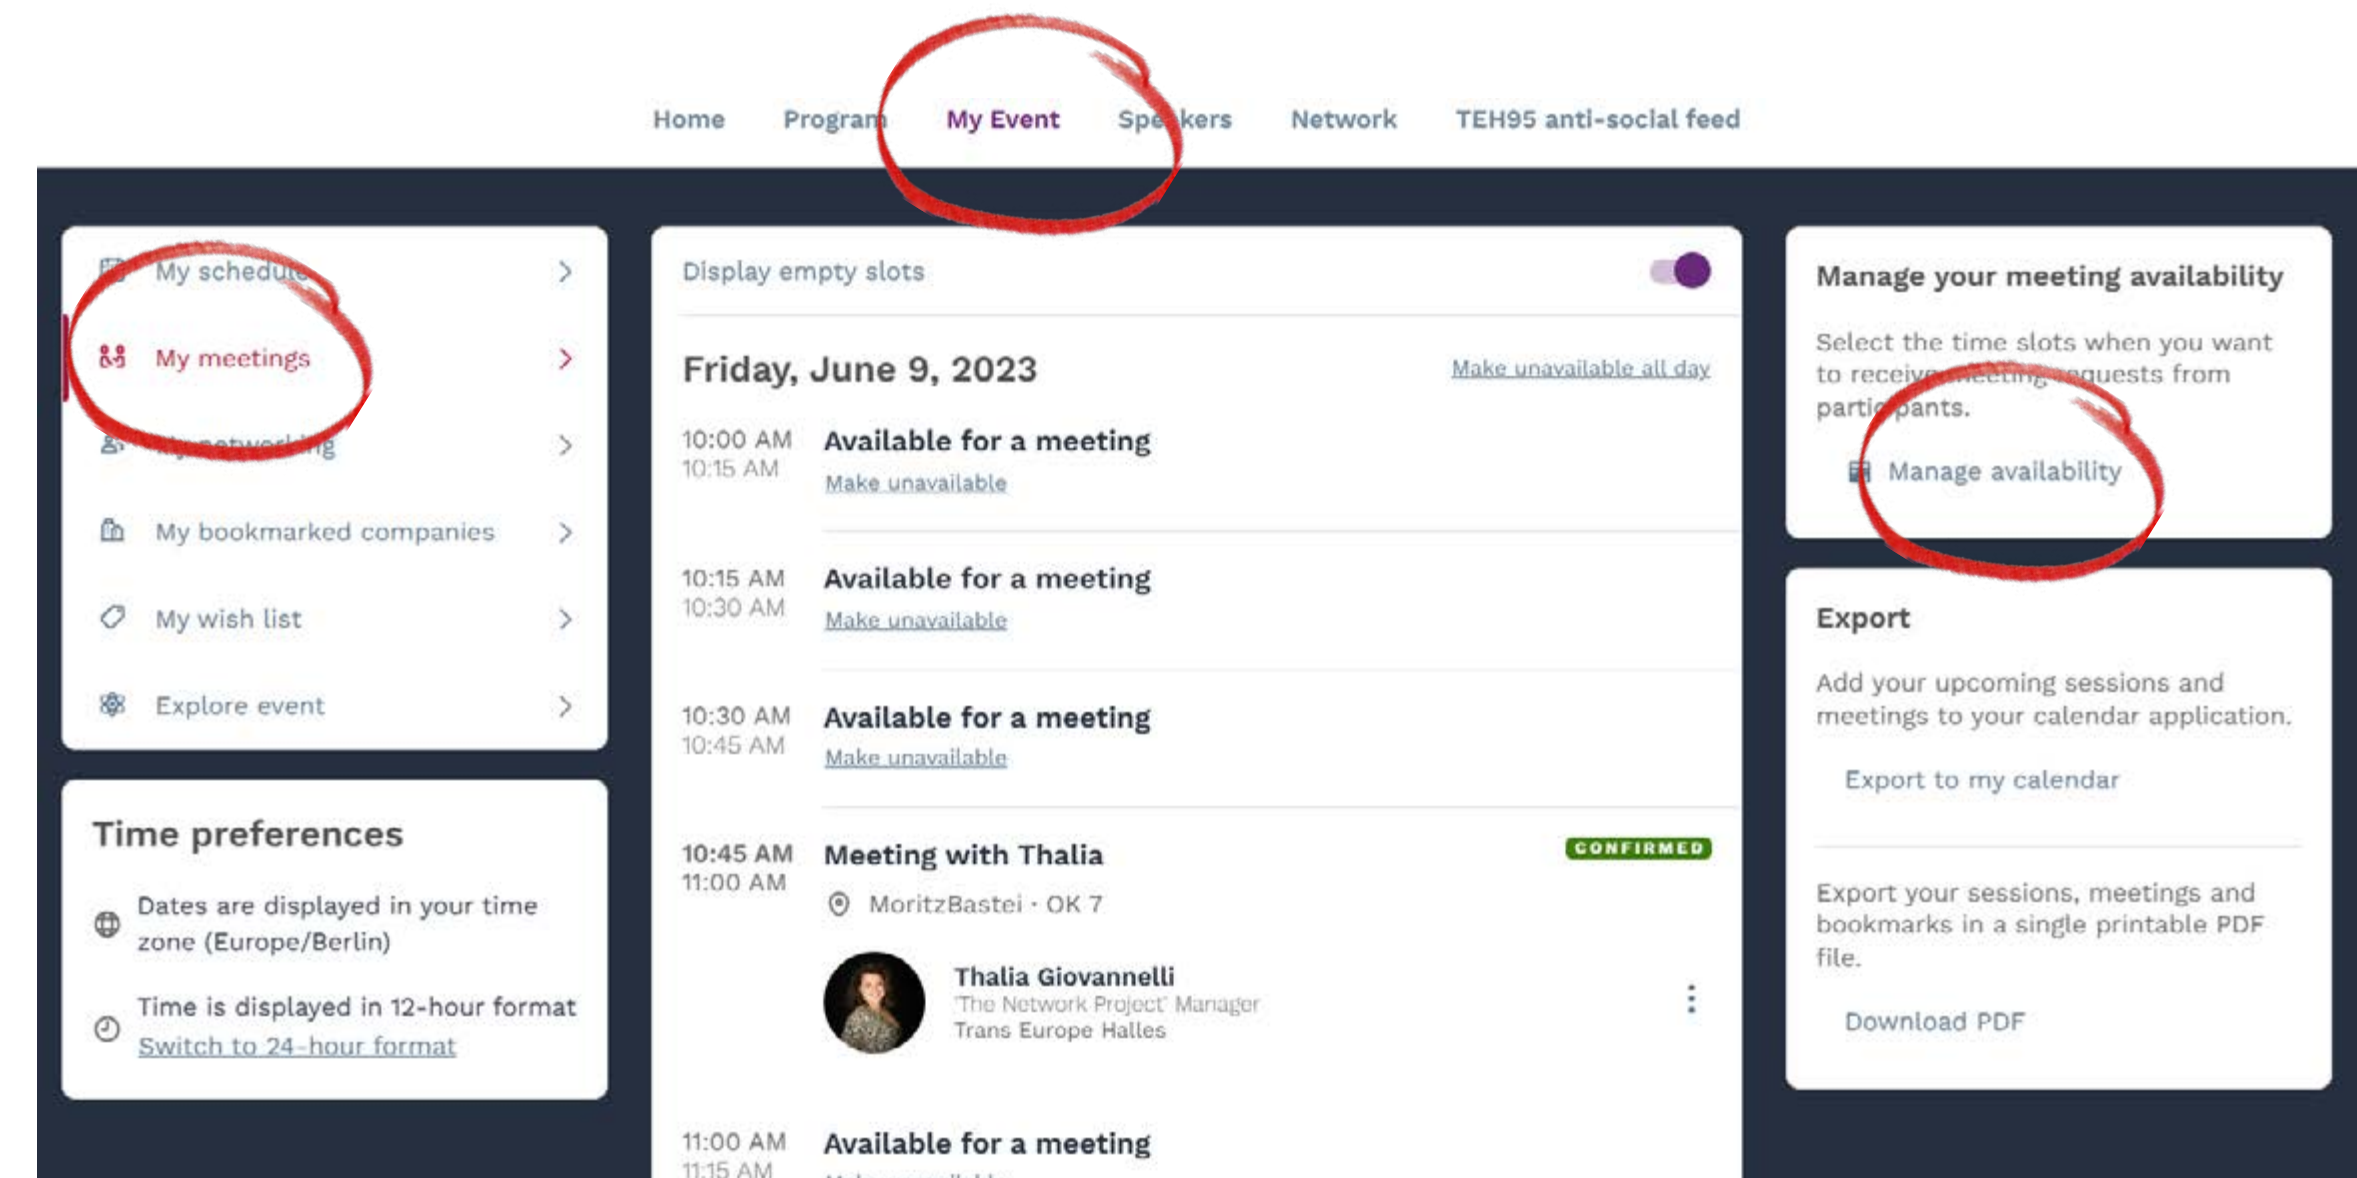 Home Program My Event Speakers Network TEH95 anti-social feed
My schedule
My meetings
My networking
My bookmarked companies
My wish list
Explore event
Time preferences
Dates are displayed in your time
zone (Europe/Berlin)
Time is displayed in 12-hour format
Switch to 24-hour format
Display empty slots
Friday, June 9, 2023
Make unavailable all day
10:00 AM
10:15 AM
Available for a meeting
Make unavailable
10:15 AM
10:30 AM
Available for a meeting
Make unavailable
10:30 AM
10:45 AM
Available for a meeting
Make unavailable
10:45 AM
11:00 AM
Meeting with Thalia
CONFIRMED
MoritzBastei · OK 7
Thalia Giovannelli
'The Network Project' Manager
Trans Europe Halles
11:00 AM
11:15 AM
Available for a meeting
Manage your meeting availability
Select the time slots when you want
to receive meeting requests from
participants.
Manage availability
Export
Add your upcoming sessions and
meetings to your calendar application.
Export to my calendar
Export your sessions, meetings and
bookmarks in a single printable PDF
file.
Download PDF